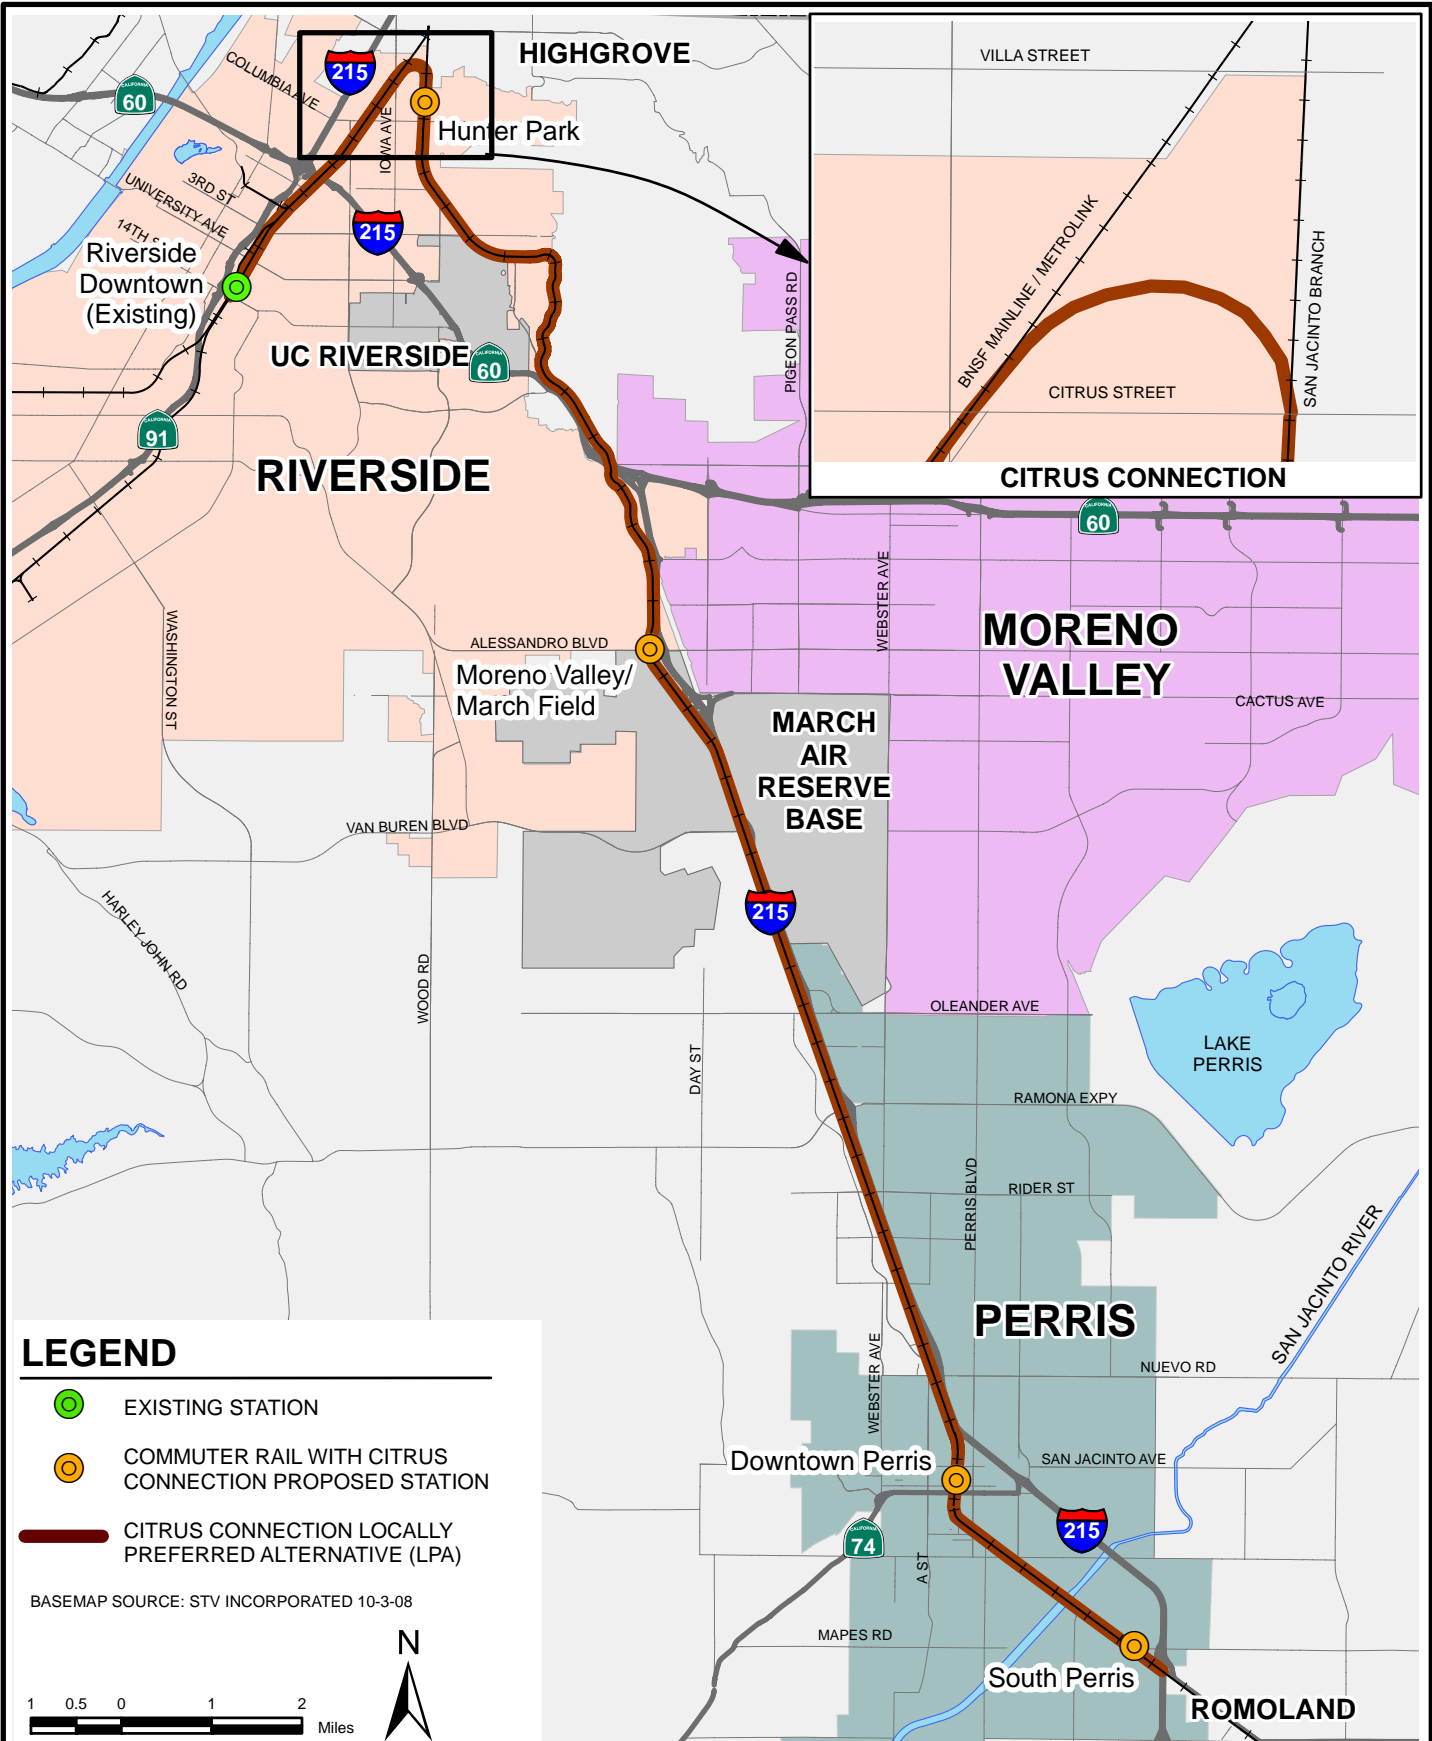 HIGHGROVE
215
COLUMBIA AVE
CALIFORNIA
60
IOWA AVE
Hunter Park
3RD ST
UNIVERSITY AVE
14TH S
215
Riverside
Downtown
(Existing)
UC RIVERSIDE
CALIFORNIA
60
CALIFORNIA
91
RIVERSIDE
PIGEON PASS RD
VILLA STREET
BNSF MAINLINE / METROLINK
SAN JACINTO BRANCH
CITRUS STREET
CITRUS CONNECTION
CALIFORNIA
60
WEBSTER AVE
MORENO
VALLEY
WASHINGTON ST
ALESSANDRO BLVD
Moreno Valley/
March Field
CACTUS AVE
MARCH
AIR
RESERVE
BASE
VAN BUREN BLVD
HARLEY JOHN RD
215
WOOD RD
OLEANDER AVE
LAKE
PERRIS
DAY ST
RAMONA EXPY
PERRIS BLVD
RIDER ST
SAN JACINTO RIVER
PERRIS
NUEVO RD
WEBSTER AVE
Downtown Perris
SAN JACINTO AVE
215
CALIFORNIA
74
A ST
MAPES RD
South Perris
ROMOLAND
LEGEND
EXISTING STATION
COMMUTER RAIL WITH CITRUS
CONNECTION PROPOSED STATION
CITRUS CONNECTION LOCALLY
PREFERRED ALTERNATIVE (LPA)
BASEMAP SOURCE: STV INCORPORATED 10-3-08
N
1 0.5 0 1 2
Miles